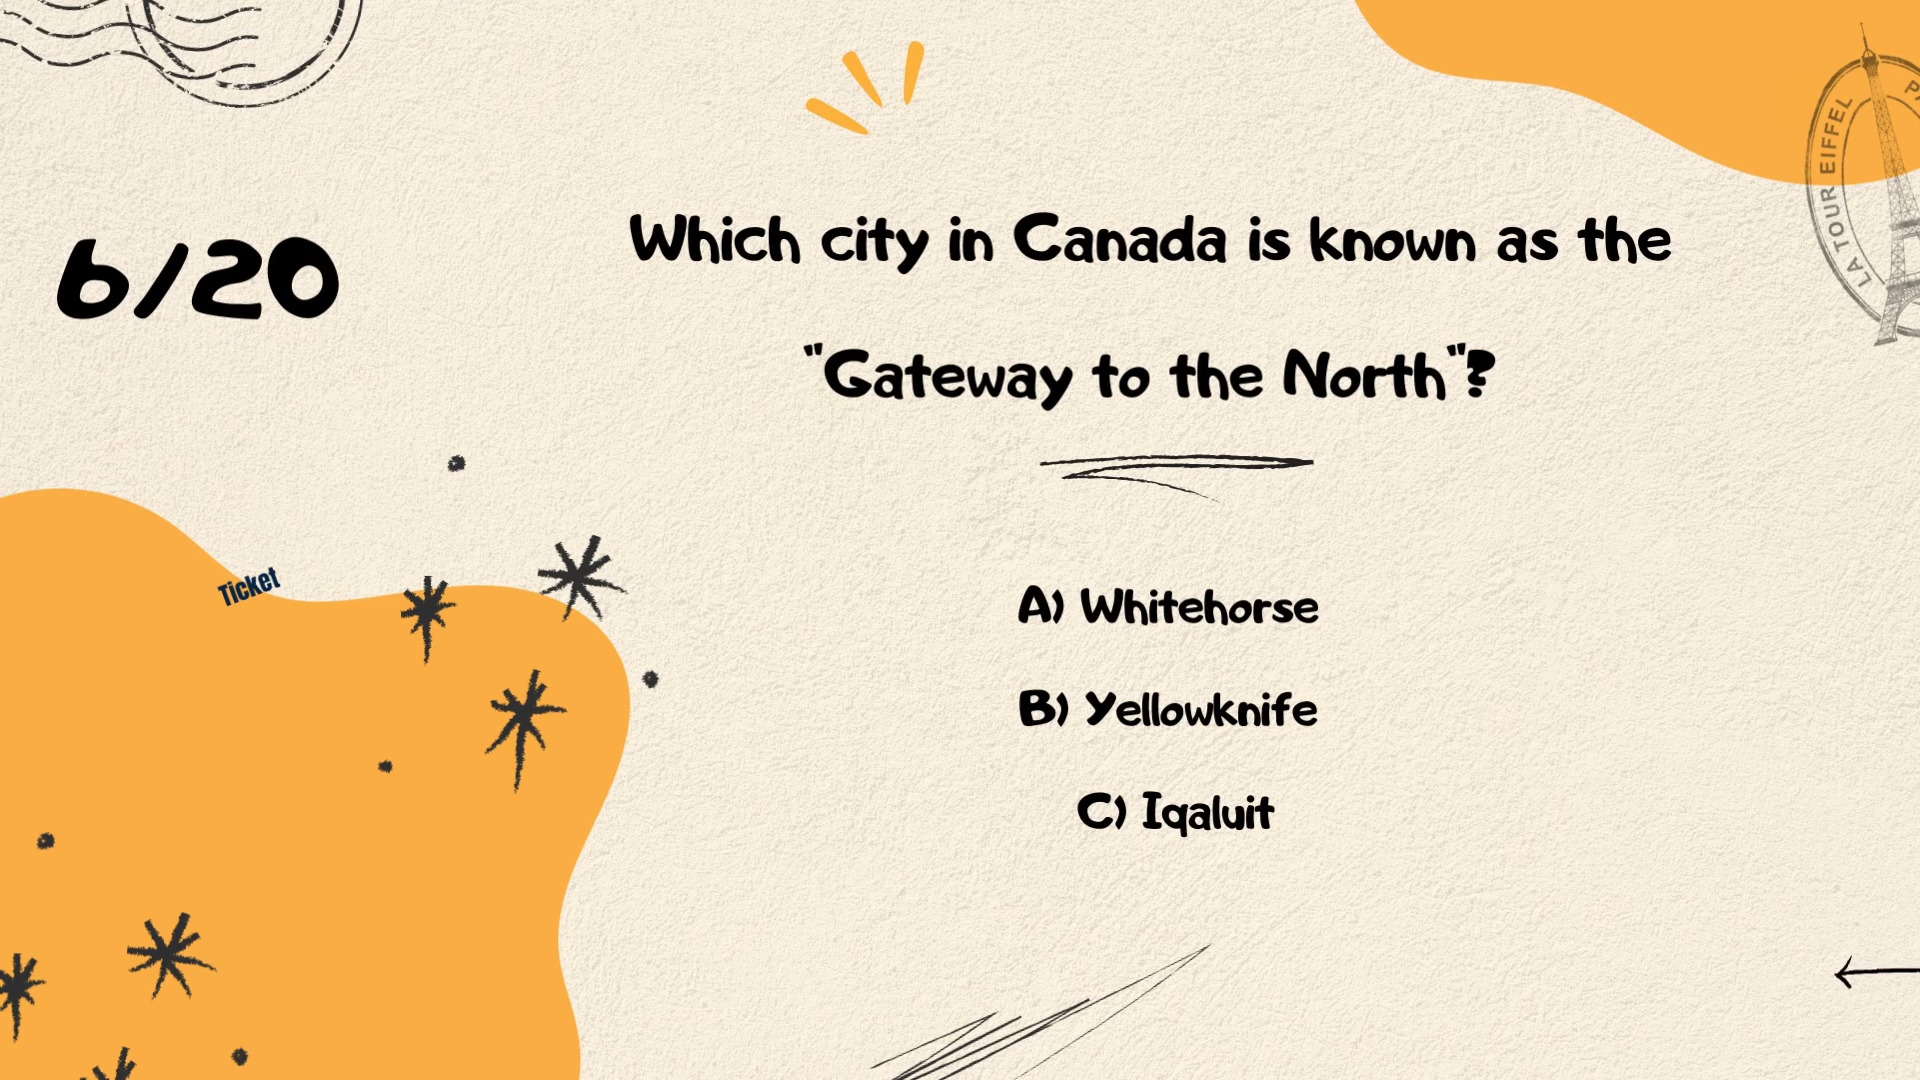 6/20
Which city in Canada is known as the
"Gateway to the North"?
A) Whitehorse
B) Yellowknife
C) Iqaluit
Ticket
LA TOUR EIFFEL